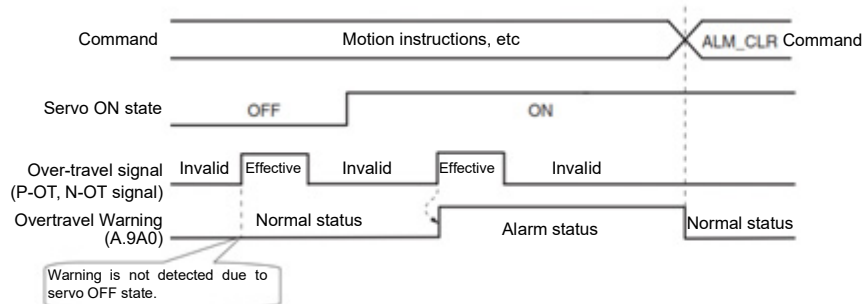 Command
Motion instructions, etc
ALM_CLR Command
Servo ON state
OFF
ON
Over-travel signal
(P-OT, N-OT signal)
Invalid
Effective
Invalid
Effective
Invalid
Overtravel Warning
(A.9A0)
Normal status
Alarm status
Normal status
Warning is not detected due to
servo OFF state.